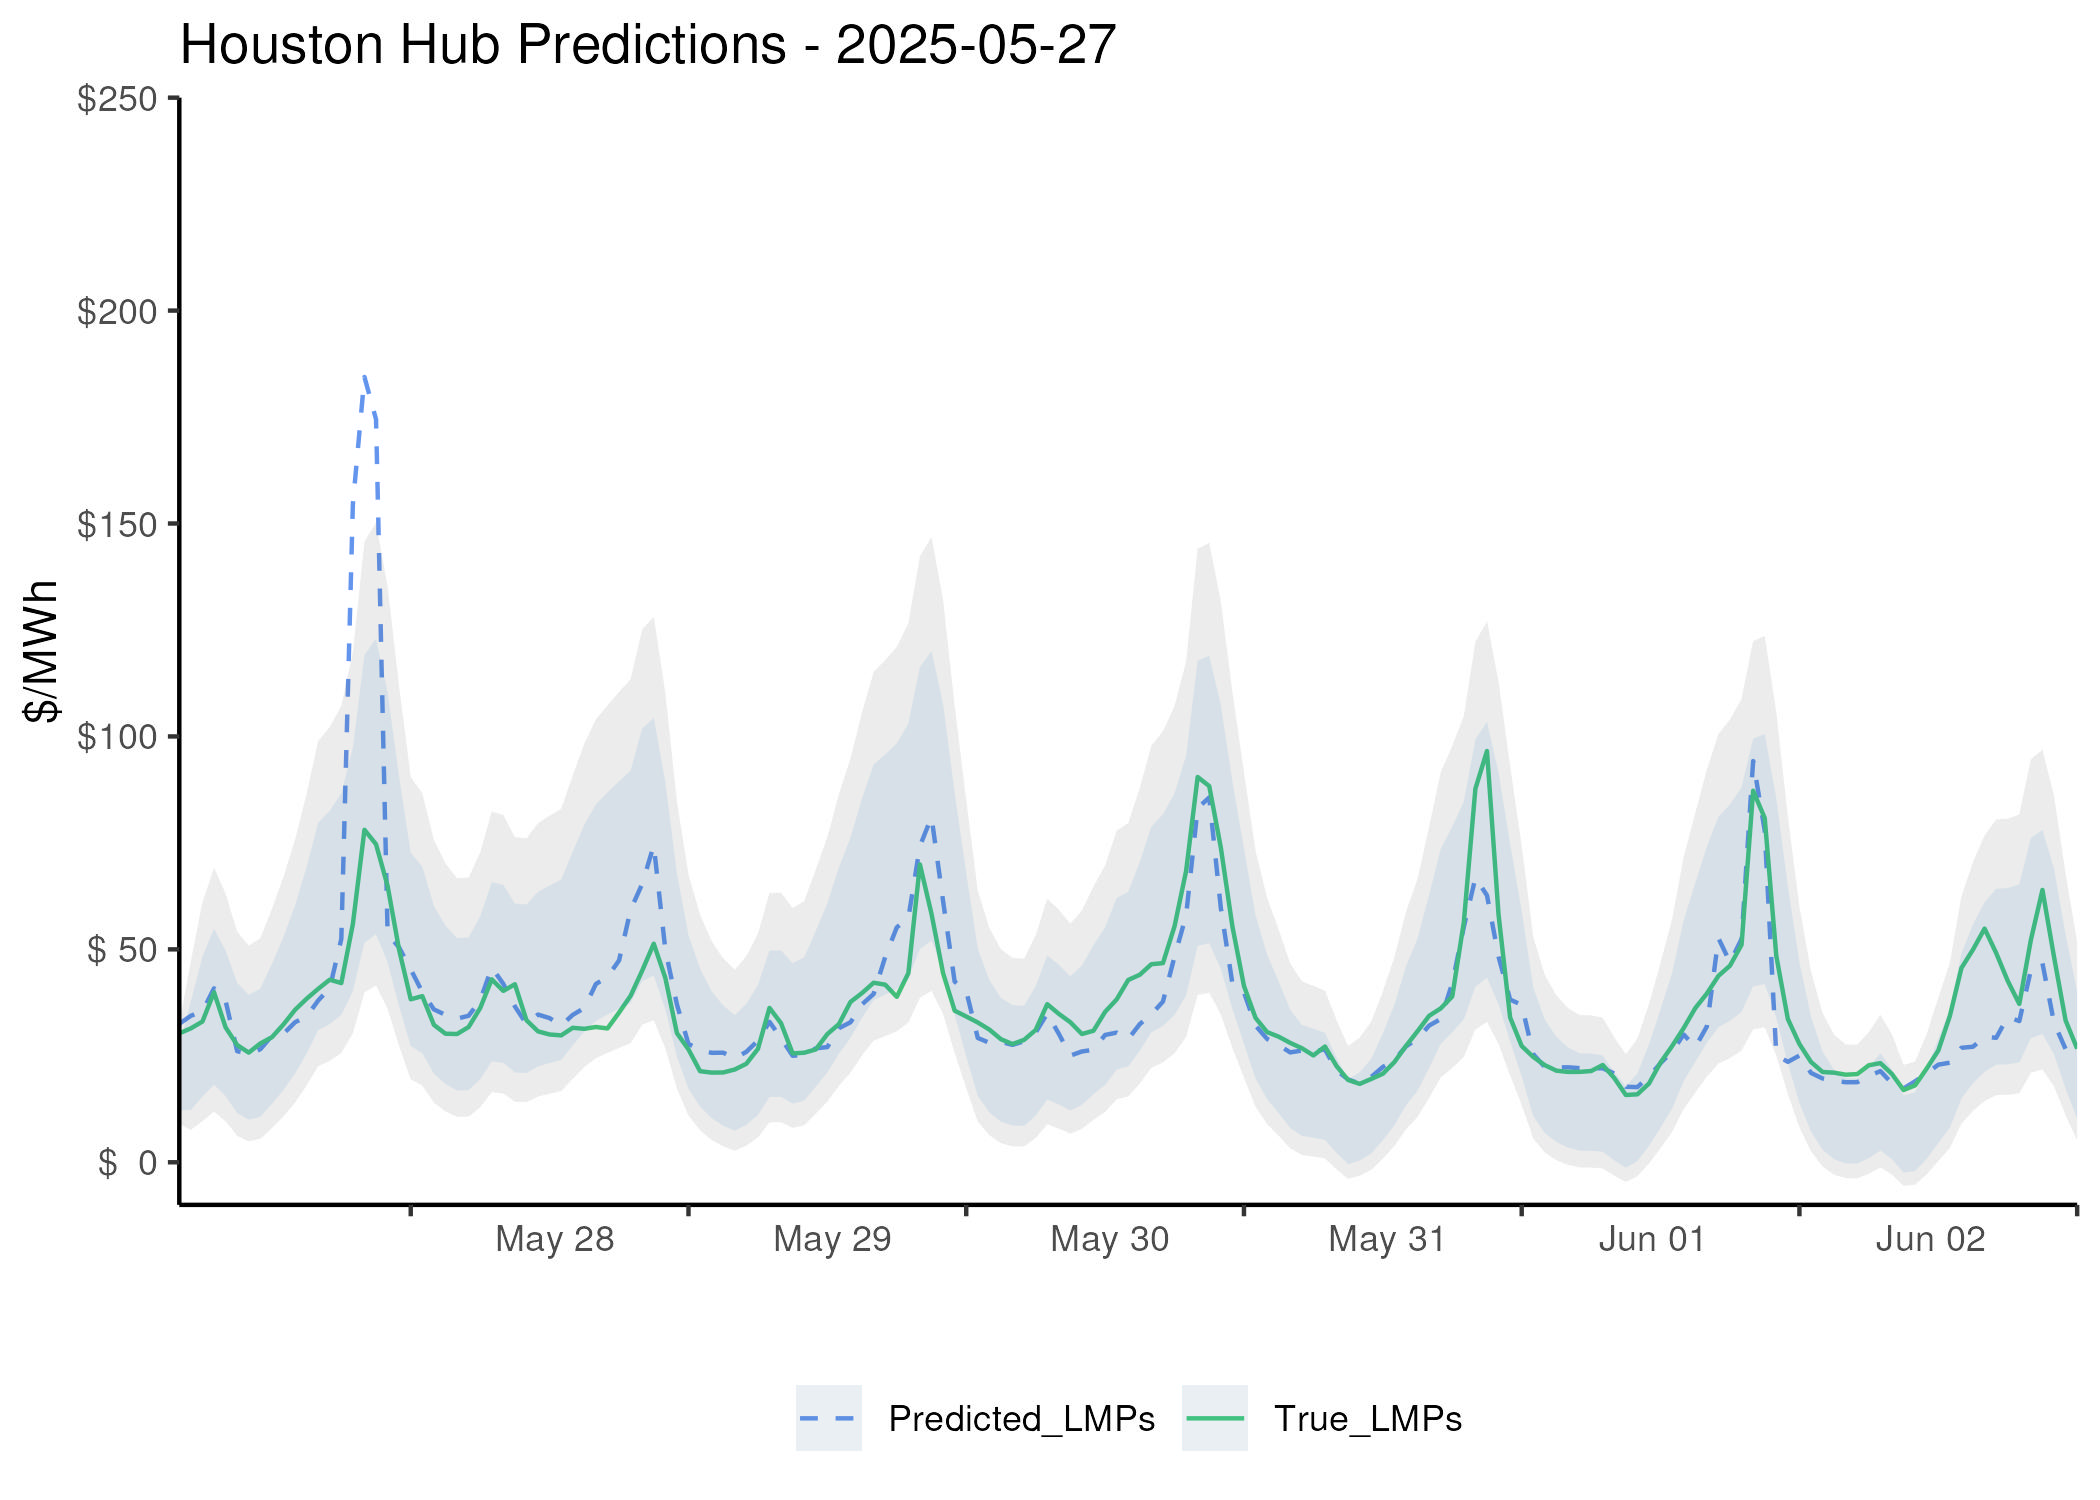 Houston Hub Predictions - 2025-05-27
$250
$200
$150
$100
$ 50
$  0
$/MWh
May 28
May 29
May 30
May 31
Jun 01
Jun 02
Predicted_LMPs
True_LMPs